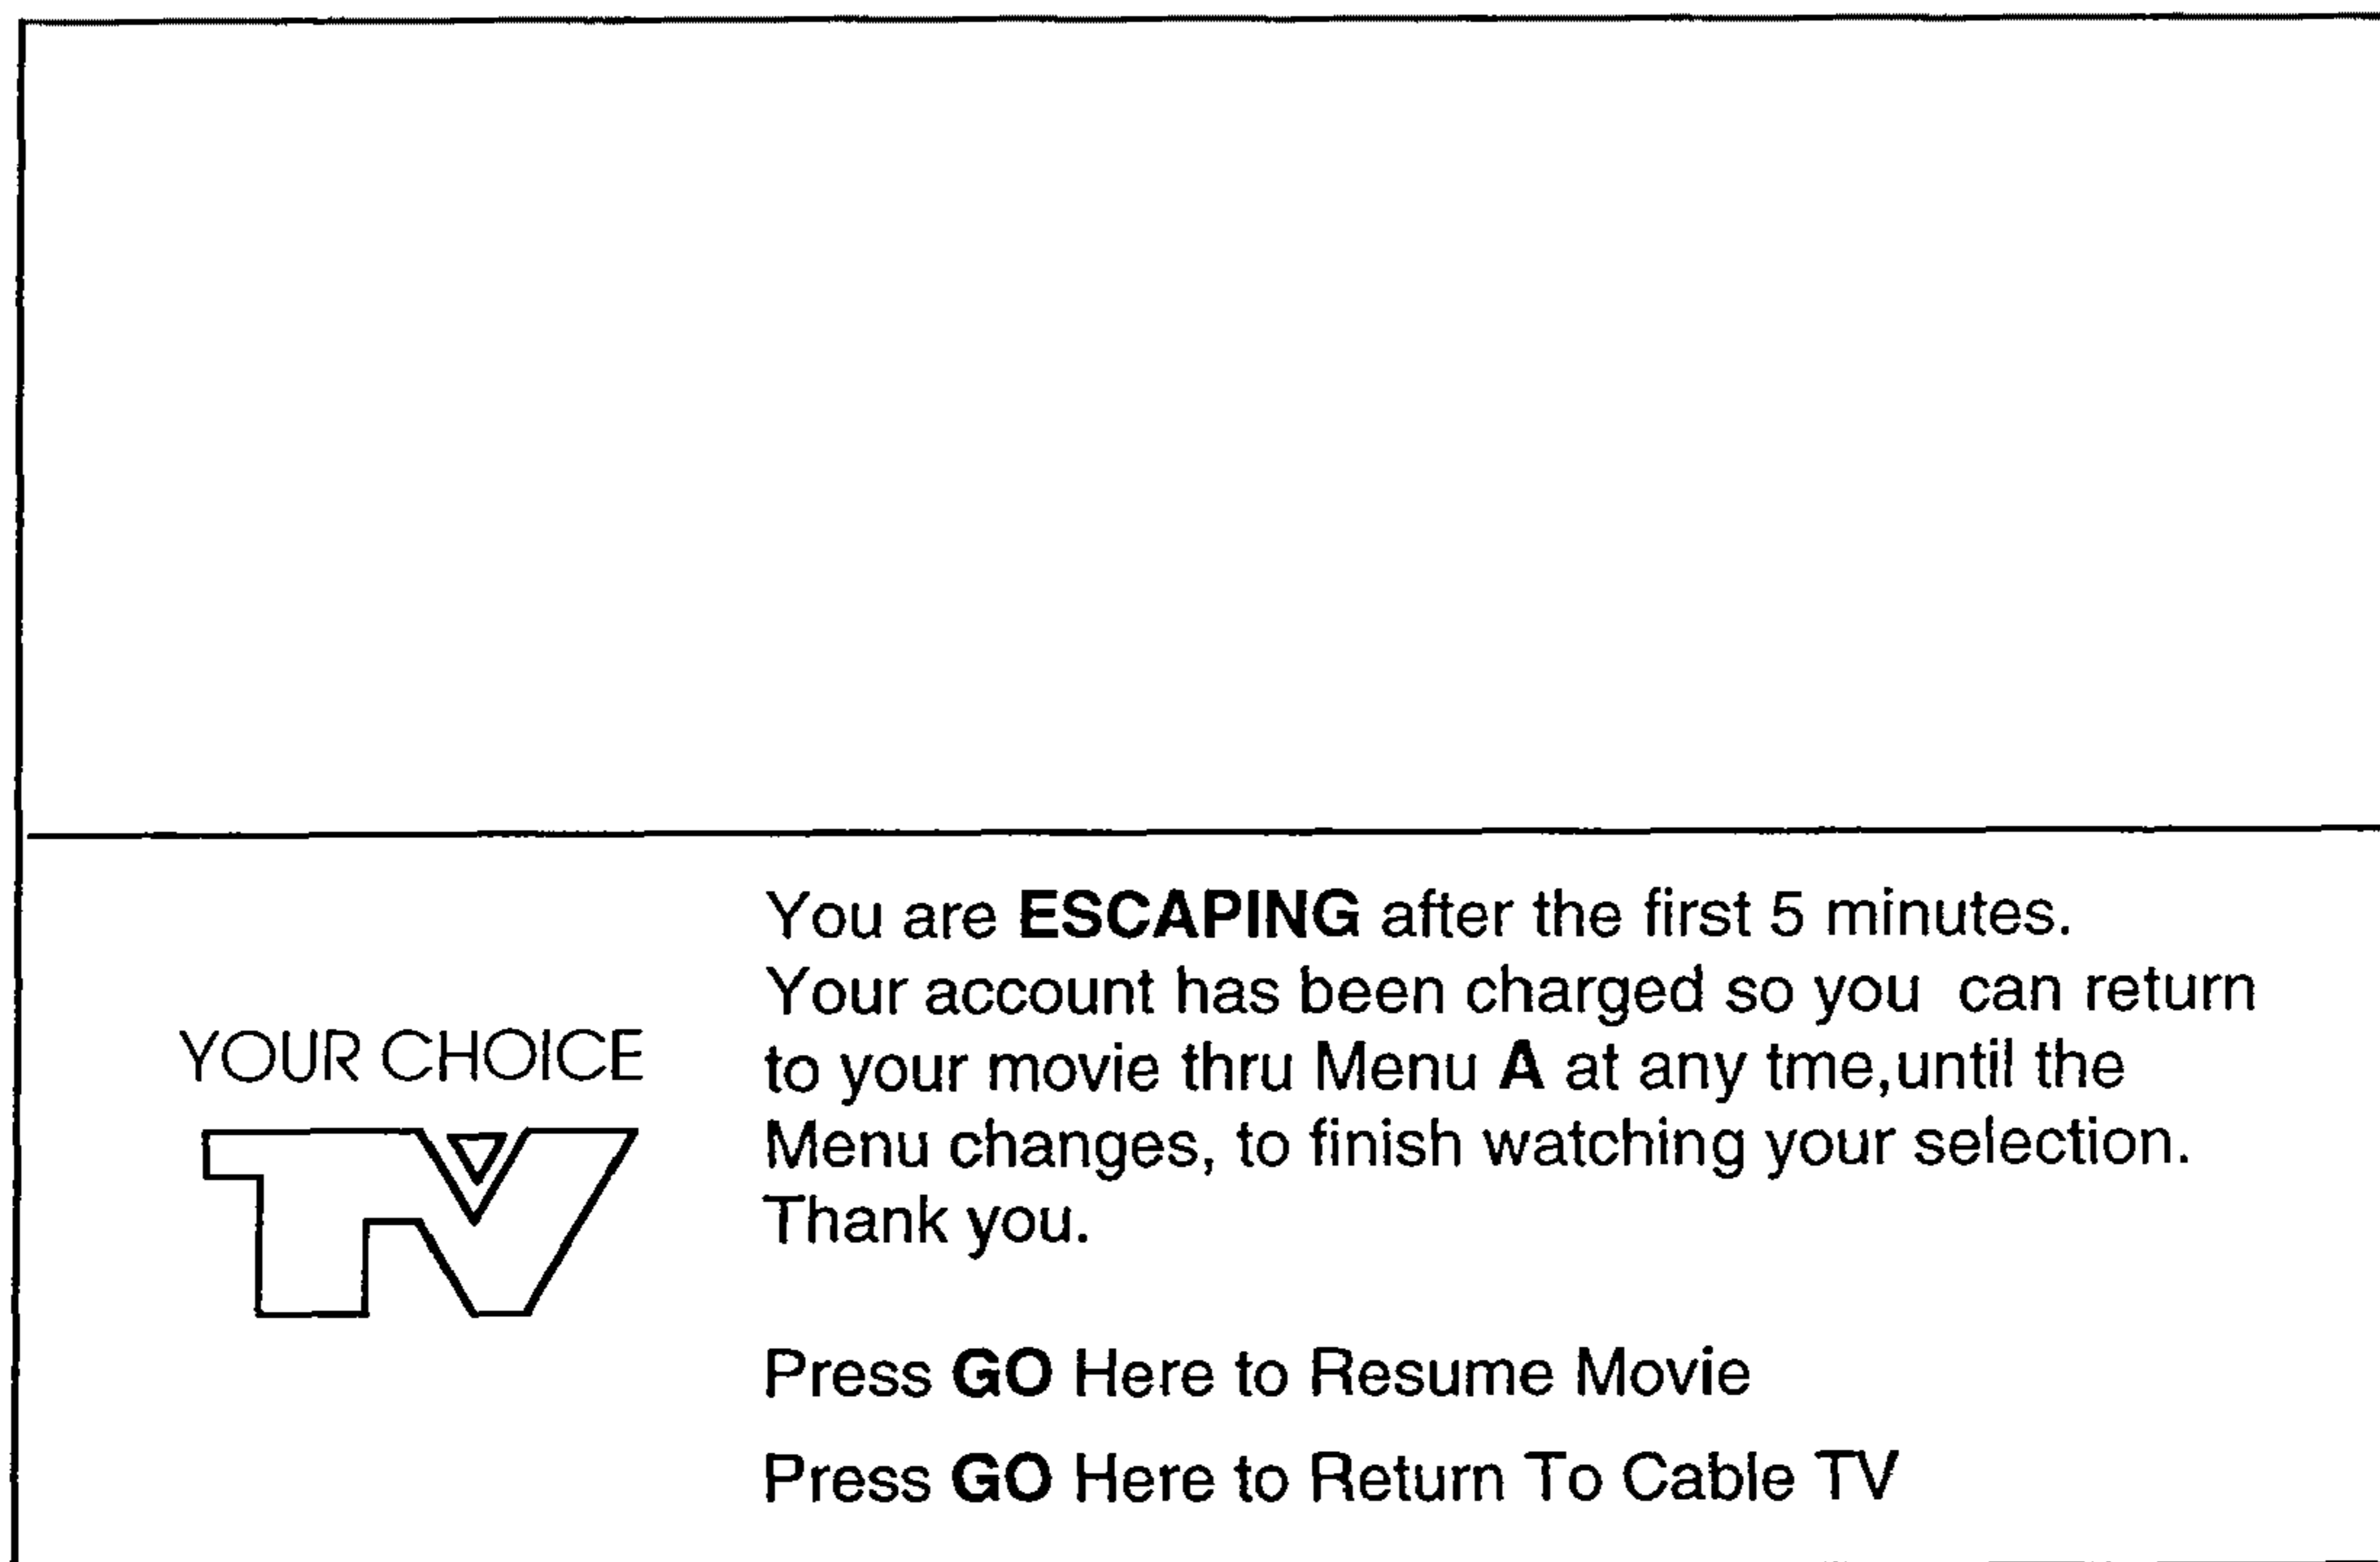 You are ESCAPING after the first 5 minutes.
Your account has been charged so you can return
to your movie thru Menu A at any tme,until the
Menu changes, to finish watching your selection.
Thank you.
YOUR CHOICE
TV
Press GO Here to Resume Movie
Press GO Here to Return To Cable TV